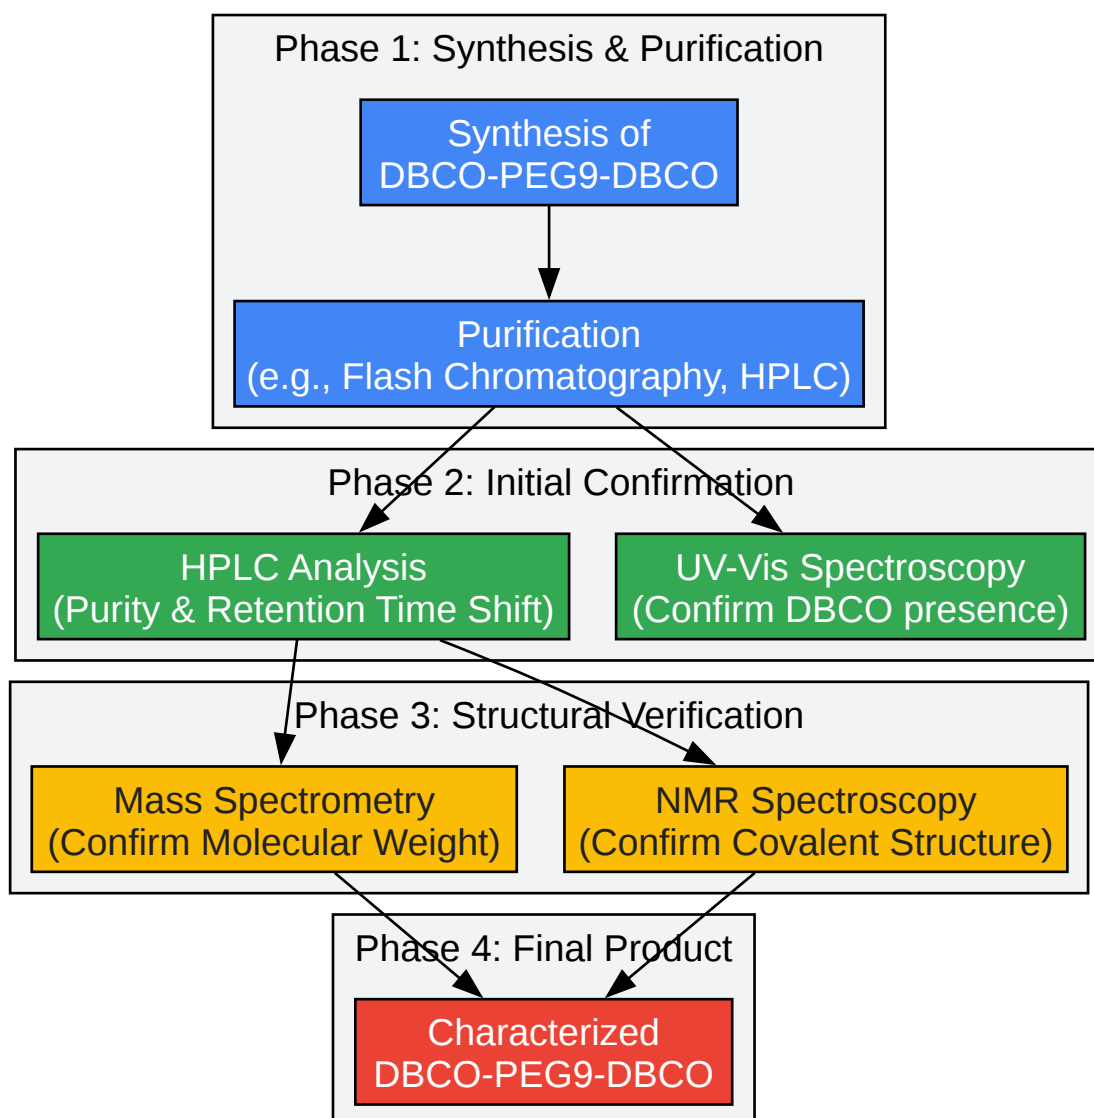 Phase 1: Synthesis & Purification
Synthesis of
DBCO-PEG9-DBCO
Purification
(e.g., Flash Chromatography, HPLC)
Phase 2: Initial Confirmation
HPLC Analysis
(Purity & Retention Time Shift)
UV-Vis Spectroscopy
(Confirm DBCO presence)
Phase 3: Structural Verification
Mass Spectrometry
(Confirm Molecular Weight)
NMR Spectroscopy
(Confirm Covalent Structure)
Phase 4: Final Product
Characterized
DBCO-PEG9-DBCO